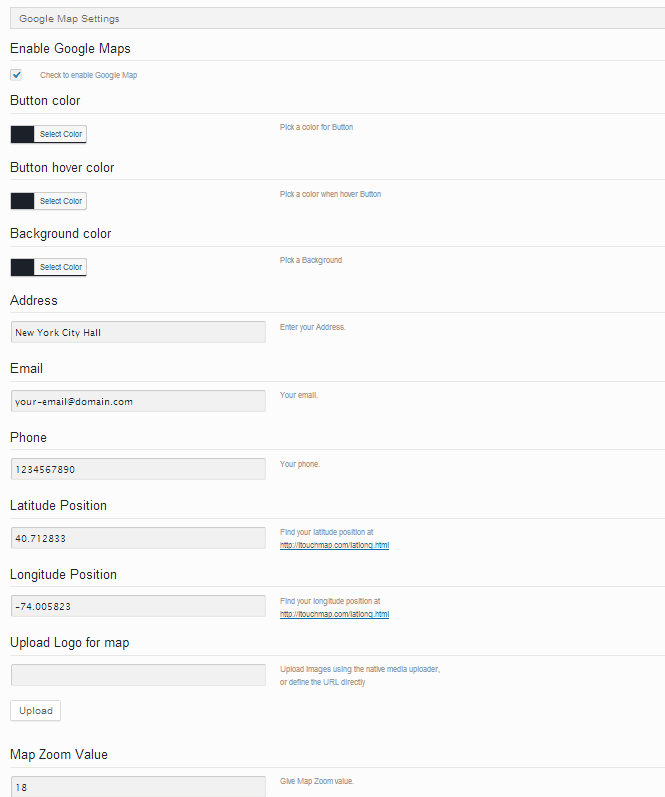 Google Map Settings
Enable Google Maps
Check to enable Google Map
Button color
Select Color
Pick a color for Button
Button hover color
Select Color
Pick a color when hover Button
Background color
Select Color
Pick a Background
Address
New York City Hall
Enter your Address.
Email
your-email@domain.com
Your email.
Phone
1234567890
Your phone.
Latitude Position
40.712833
Find your latitude position at
http://itouchmap.com/latlong.html
Longitude Position
-74.005823
Find your longitude position at
http://itouchmap.com/latlong.html
Upload Logo for map
Upload images using the native media uploader,
or define the URL directly
Upload
Map Zoom Value
18
Give Map Zoom value.